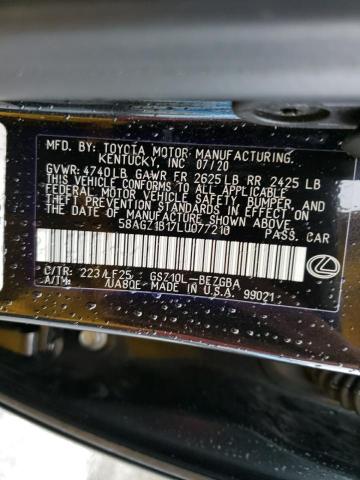 MFD. BY: TOYOTA MOTOR MANUFACTURING.
KENTUCKY, INC 07/20
GVWR: 4740LB GAWR FR 2625LB RR 2425 LB
THIS VEHICLE CONFORMS TO ALL APPLICABLE
FEDERAL MOTOR VEHICLE SAFETY, BUMPER, AND
THEFT PREVENTION STANDARDS IN EFFECT ON
THE DATE OF MANUFACTURE SHOWN ABOVE.
58AGZ1B17LU077210 PASS. CAR
C/TR: 223/LF25 GSZ10L-BEZGBA
A/TM: /UA80E MADE IN U.S.A. 99021